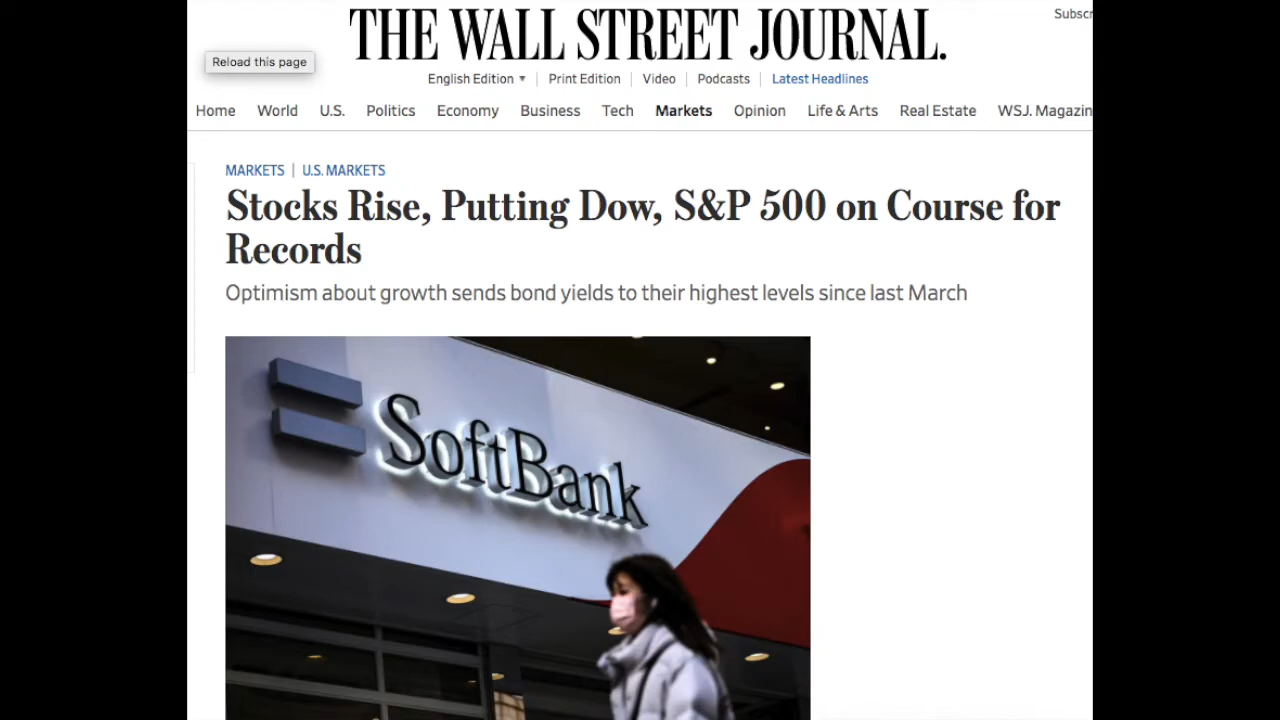 THE WALL STREET JOURNAL.
Subscr
Reload this page
English Edition ▾ | Print Edition | Video | Podcasts | Latest Headlines
Home World U.S. Politics Economy Business Tech Markets Opinion Life & Arts Real Estate WSJ. Magazin
MARKETS | U.S. MARKETS
Stocks Rise, Putting Dow, S&P 500 on Course for
Records
Optimism about growth sends bond yields to their highest levels since last March
SoftBank